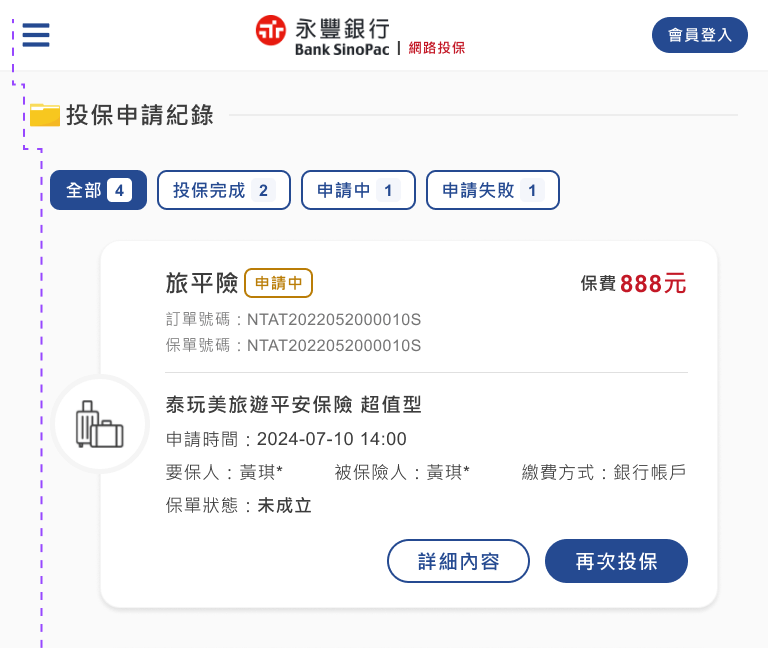 永豐銀行
Bank SinoPac | 網路投保
會員登入
投保申請紀錄
全部 4 投保完成 2 申請中 1 申請失敗 1
旅平險 申請中 保費888元
訂單號碼：NTAT2022052000010S
保單號碼：NTAT2022052000010S
泰玩美旅遊平安保險 超值型
申請時間：2024-07-10 14:00
要保人：黃琪* 被保險人：黃琪* 繳費方式：銀行帳戶
保單狀態：未成立
詳細內容 再次投保